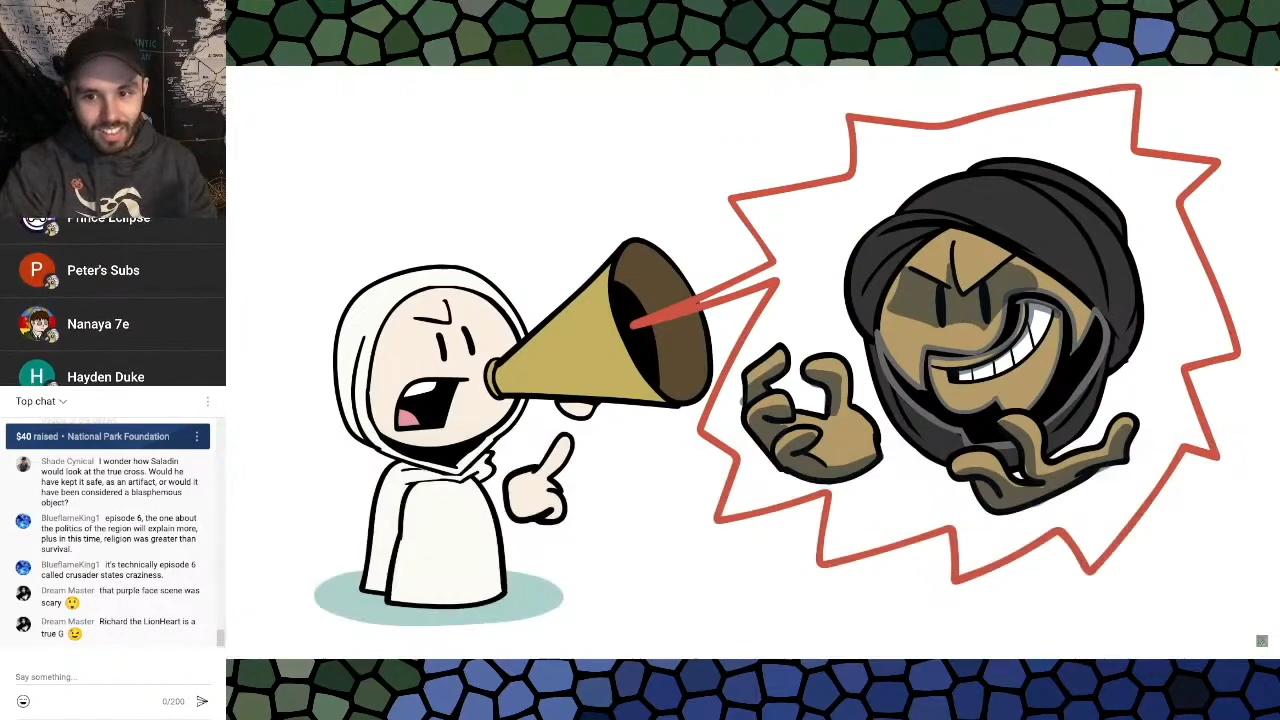 USA
ANTIC
AN
Prince Eclipse
P
Peter's Subs
Nanaya 7e
H
Hayden Duke
Top chat
$40 raised • National Park Foundation
Shade Cynical I wonder how Saladin
would look at the true cross. Would he
have kept it safe, as an artifact, or would it
have been considered a blasphemous
object?
BlueflameKing1 episode 6, the one about
the politics of the region will explain more,
plus in this time, religion was greater than
survival.
BlueflameKing1 it's technically episode 6
called crusader states craziness.
Dream Master that purple face scene was
scary 😲
Dream Master Richard the LionHeart is a
true G 😉
Say something...
0/200